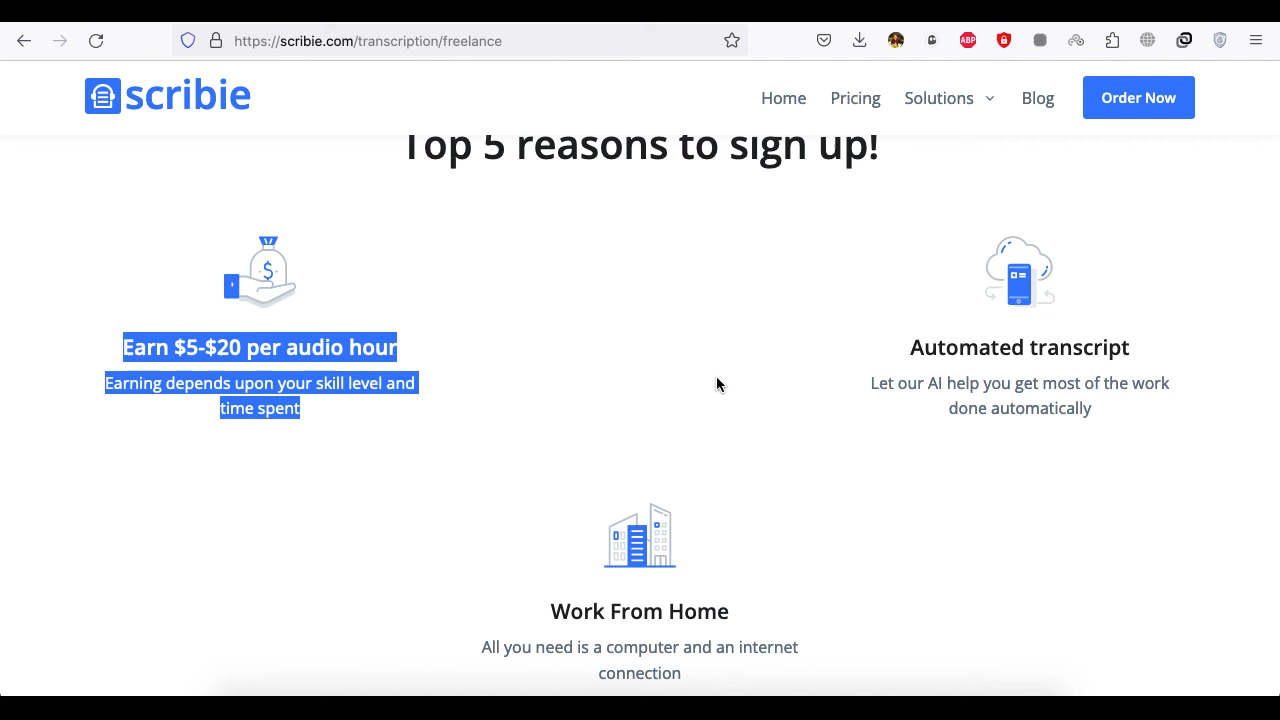 https://scribie.com/transcription/freelance
ABP
scribie
Home Pricing Solutions Blog Order Now
Top 5 reasons to sign up!
$
Earn $5-$20 per audio hour
Earning depends upon your skill level and
time spent
Automated transcript
Let our AI help you get most of the work
done automatically
Work From Home
All you need is a computer and an internet
connection